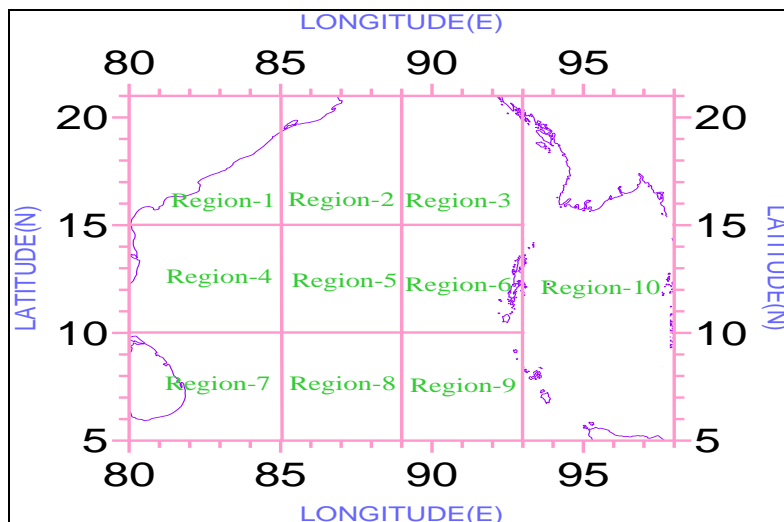 LONGITUDE(E)
80 85 90 95
20 20
Region-1 Region-2 Region-3
15 15
LATITUDE(N) LATITUDE(N)
Region-4 Region-5 Region-6 Region-10
10 10
Region-7 Region-8 Region-9
5 5
80 85 90 95
LONGITUDE(E)